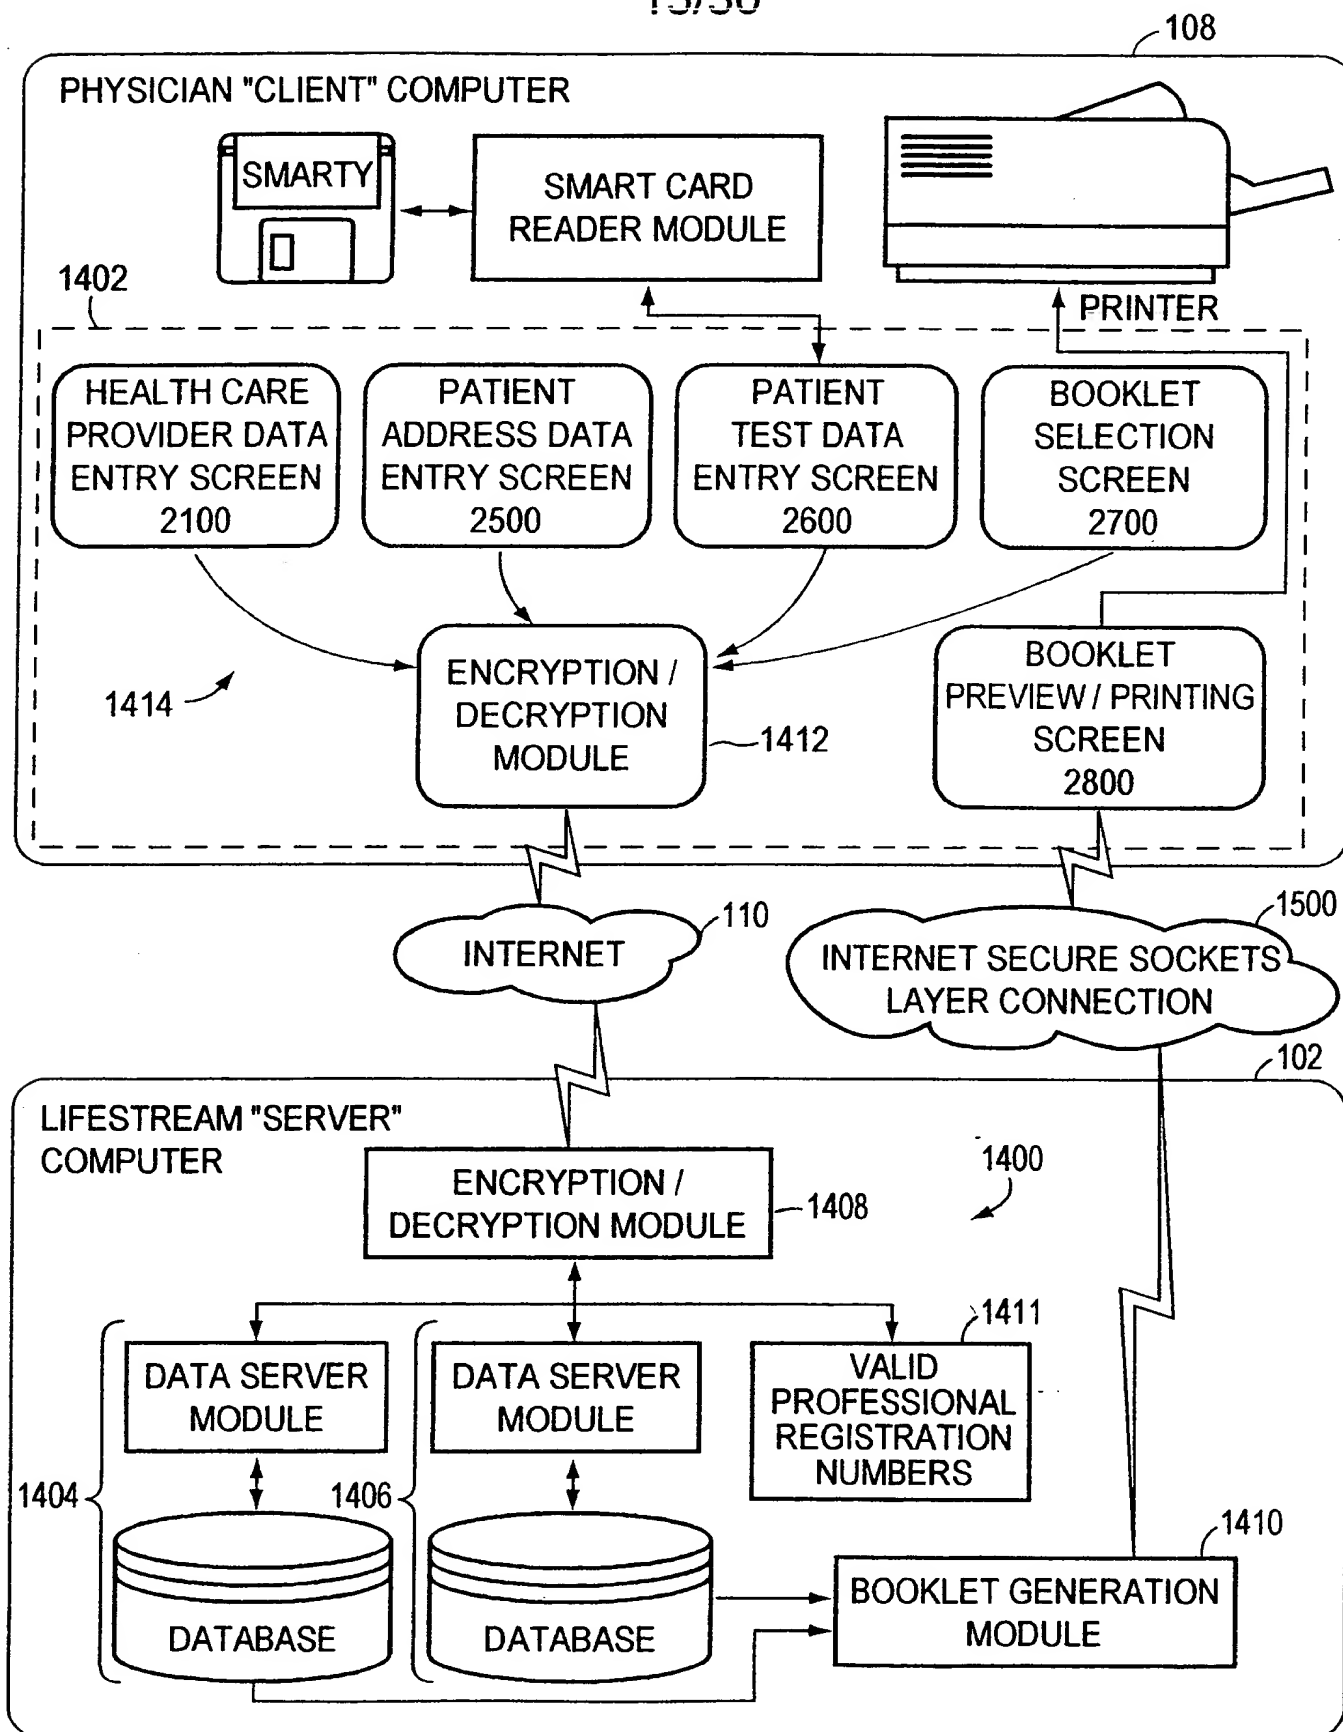 108
PHYSICIAN "CLIENT" COMPUTER
SMARTY
SMART CARD
READER MODULE
PRINTER
1402
HEALTH CARE
PROVIDER DATA
ENTRY SCREEN
2100
PATIENT
ADDRESS DATA
ENTRY SCREEN
2500
PATIENT
TEST DATA
ENTRY SCREEN
2600
BOOKLET
SELECTION
SCREEN
2700
1414
ENCRYPTION /
DECRYPTION
MODULE
1412
BOOKLET
PREVIEW / PRINTING
SCREEN
2800
INTERNET
110
INTERNET SECURE SOCKETS
LAYER CONNECTION
1500
102
LIFESTREAM "SERVER"
COMPUTER
ENCRYPTION /
DECRYPTION MODULE
1408
1400
1404
DATA SERVER
MODULE
DATABASE
1406
DATA SERVER
MODULE
DATABASE
1411
VALID
PROFESSIONAL
REGISTRATION
NUMBERS
1410
BOOKLET GENERATION
MODULE